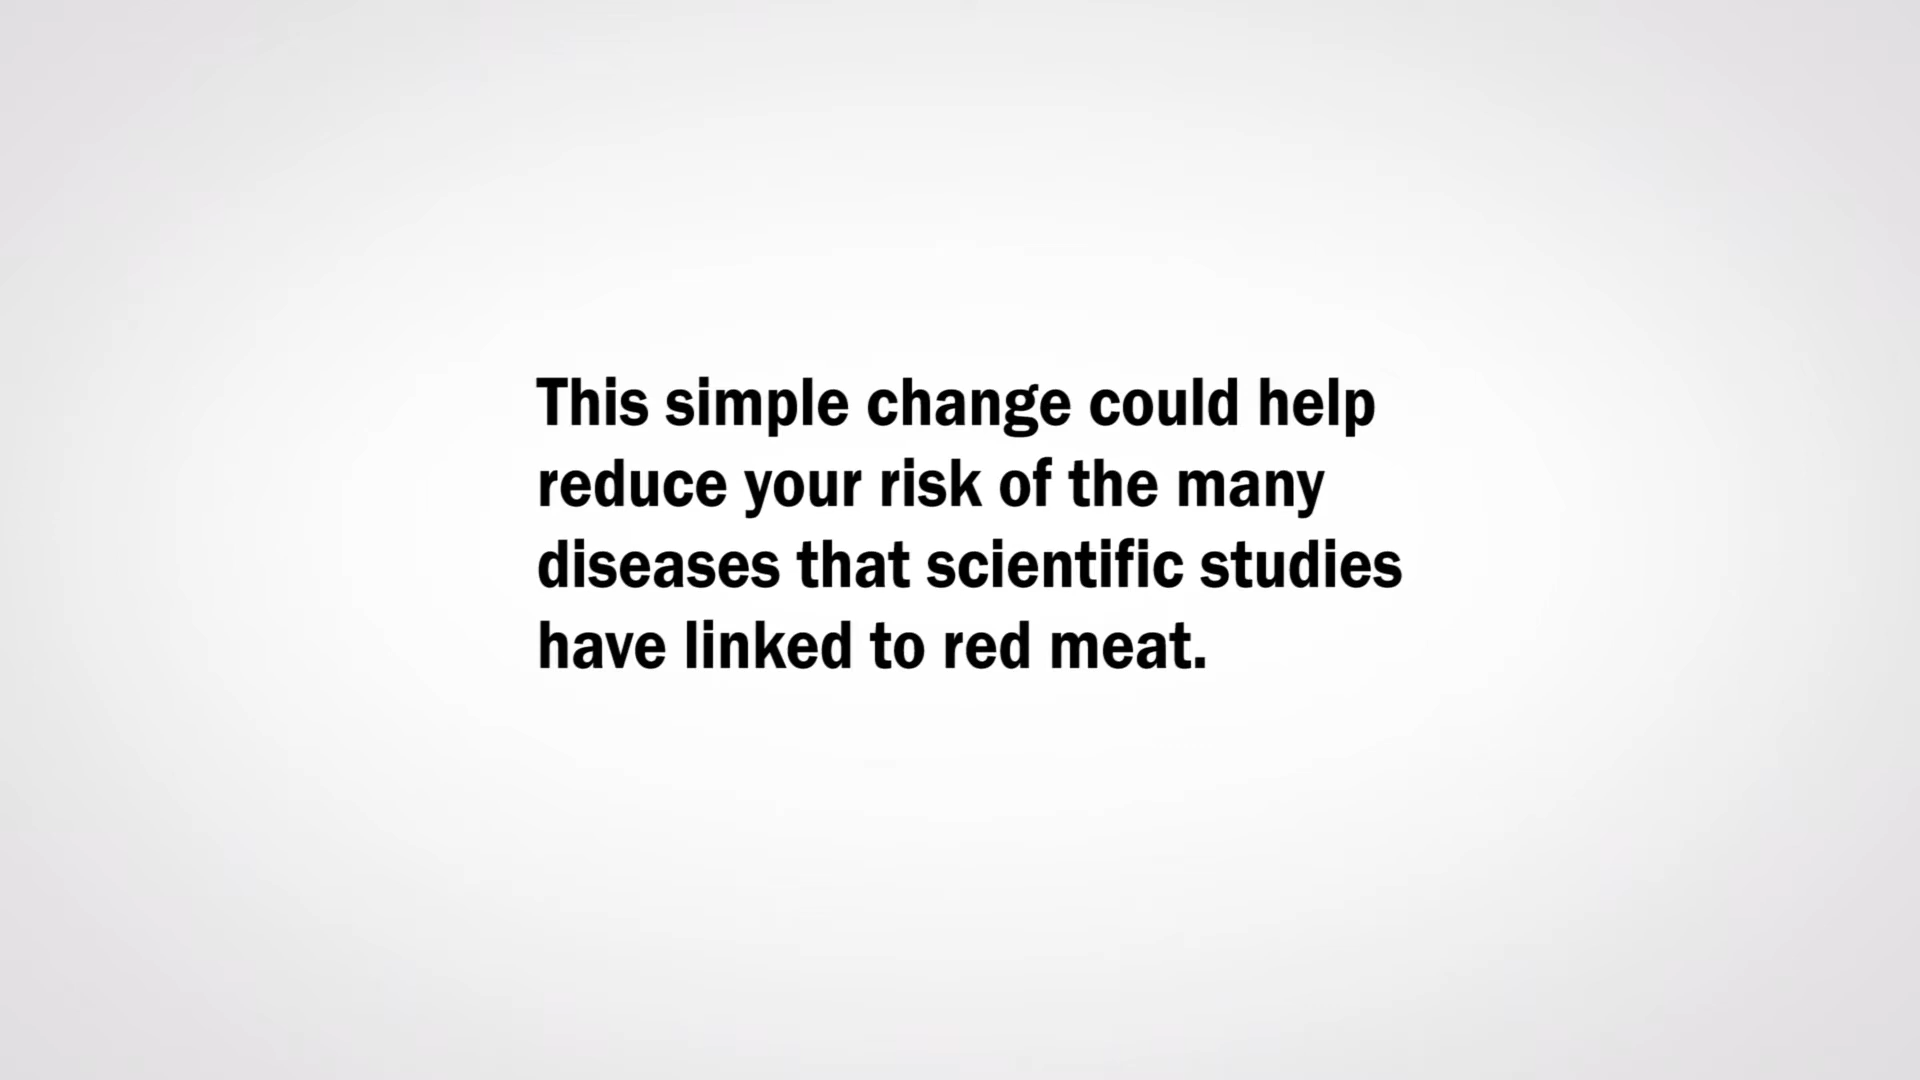 This simple change could help
reduce your risk of the many
diseases that scientific studies
have linked to red meat.